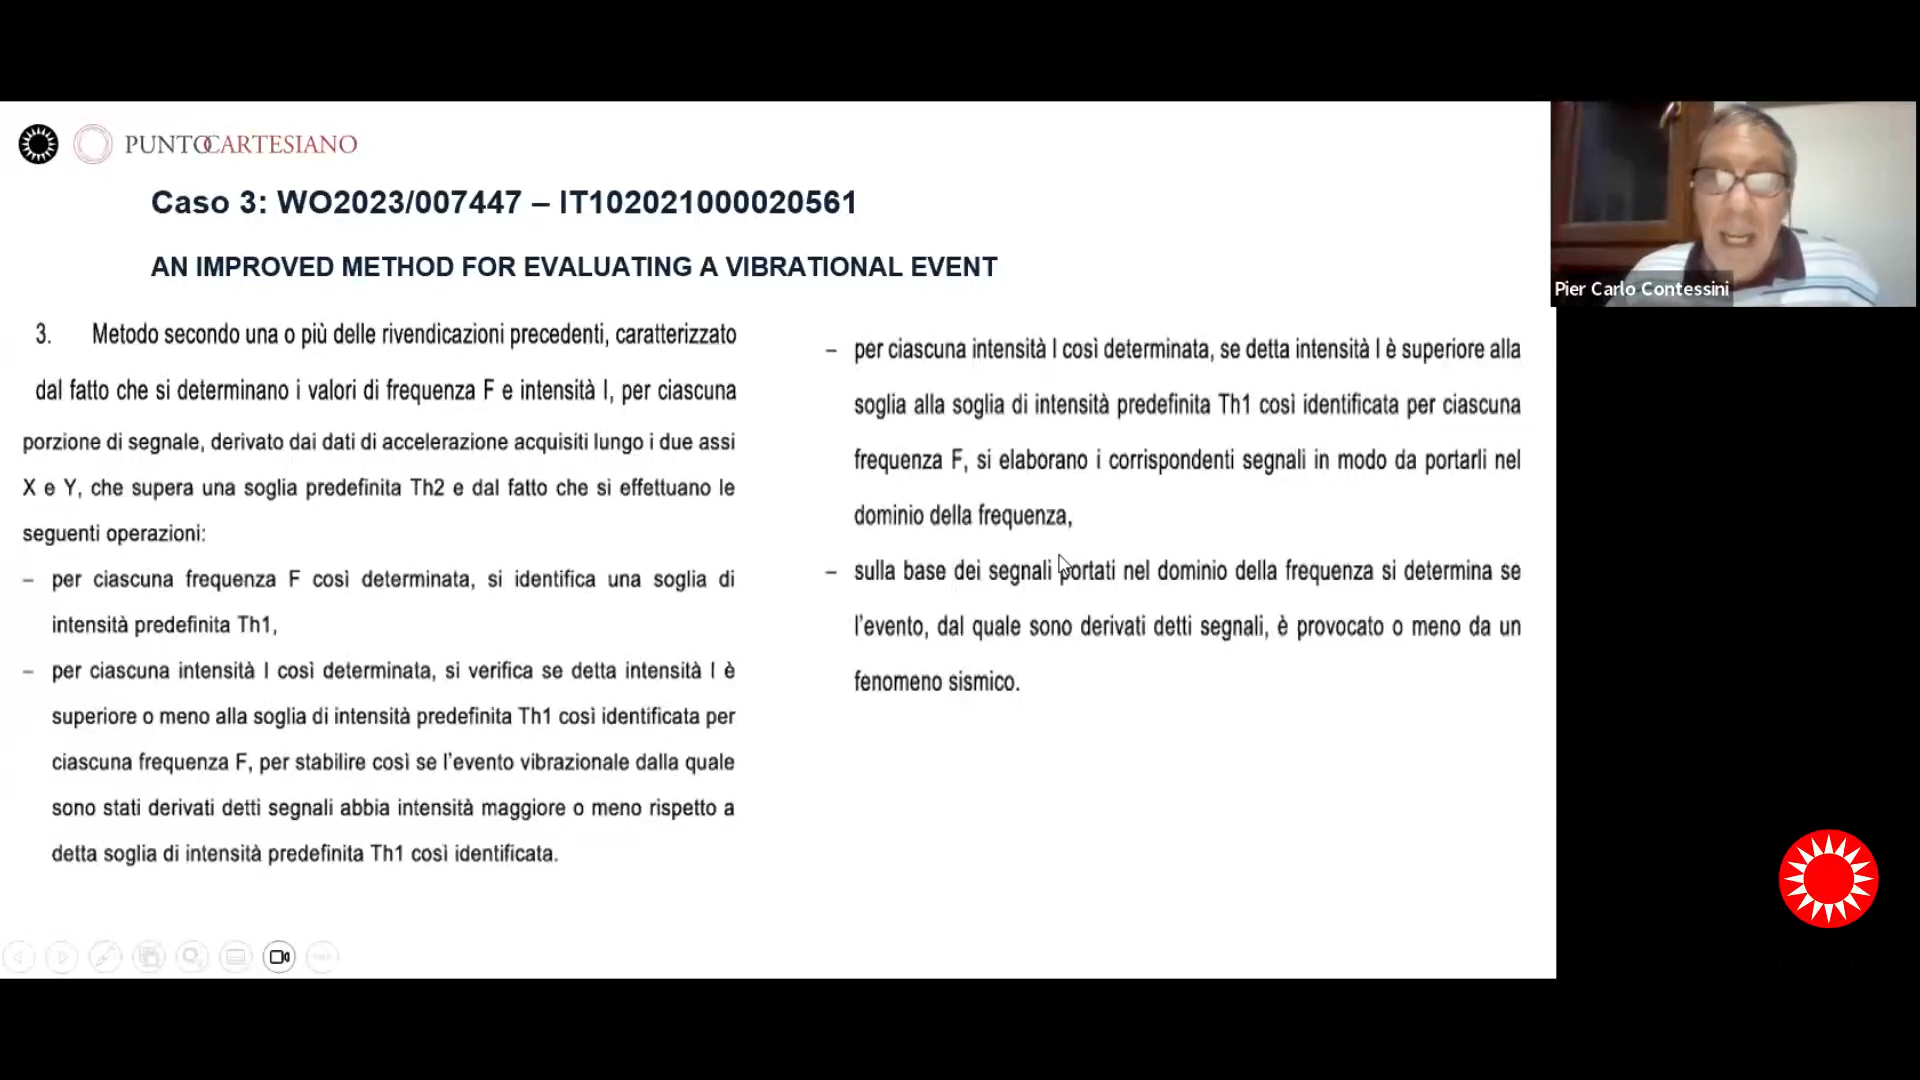 PUNTOCARTESIANO
Caso 3: WO2023/007447 – IT102021000020561
AN IMPROVED METHOD FOR EVALUATING A VIBRATIONAL EVENT
3. Metodo secondo una o più delle rivendicazioni precedenti, caratterizzato
dal fatto che si determinano i valori di frequenza F e intensità I, per ciascuna
porzione di segnale, derivato dai dati di accelerazione acquisiti lungo i due assi
X e Y, che supera una soglia predefinita Th2 e dal fatto che si effettuano le
seguenti operazioni:
– per ciascuna frequenza F così determinata, si identifica una soglia di
intensità predefinita Th1,
– per ciascuna intensità I così determinata, si verifica se detta intensità I è
superiore o meno alla soglia di intensità predefinita Th1 così identificata per
ciascuna frequenza F, per stabilire così se l'evento vibrazionale dalla quale
sono stati derivati detti segnali abbia intensità maggiore o meno rispetto a
detta soglia di intensità predefinita Th1 così identificata.
– per ciascuna intensità I così determinata, se detta intensità I è superiore alla
soglia alla soglia di intensità predefinita Th1 così identificata per ciascuna
frequenza F, si elaborano i corrispondenti segnali in modo da portarli nel
dominio della frequenza,
– sulla base dei segnali portati nel dominio della frequenza si determina se
l'evento, dal quale sono derivati detti segnali, è provocato o meno da un
fenomeno sismico.
Pier Carlo Contessini